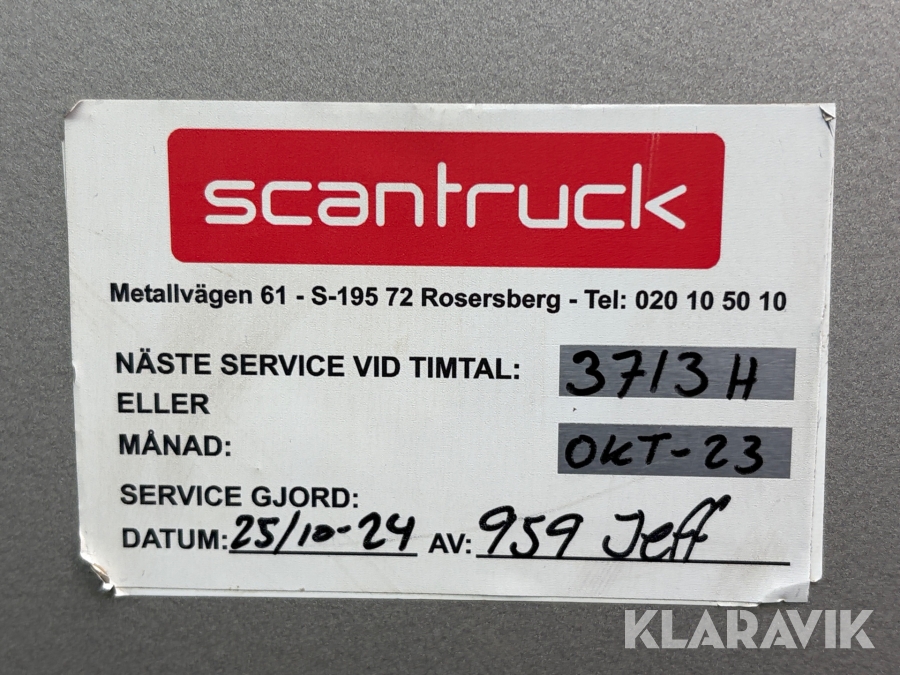 scantruck
Metallvägen 61 - S-195 72 Rosersberg - Tel: 020 10 50 10
NÄSTE SERVICE VID TIMTAL: 3713 H
ELLER
MÅNAD: OKT-23
SERVICE GJORD:
DATUM: 25/10-24 AV: 959 Jeff
KLARAVIK